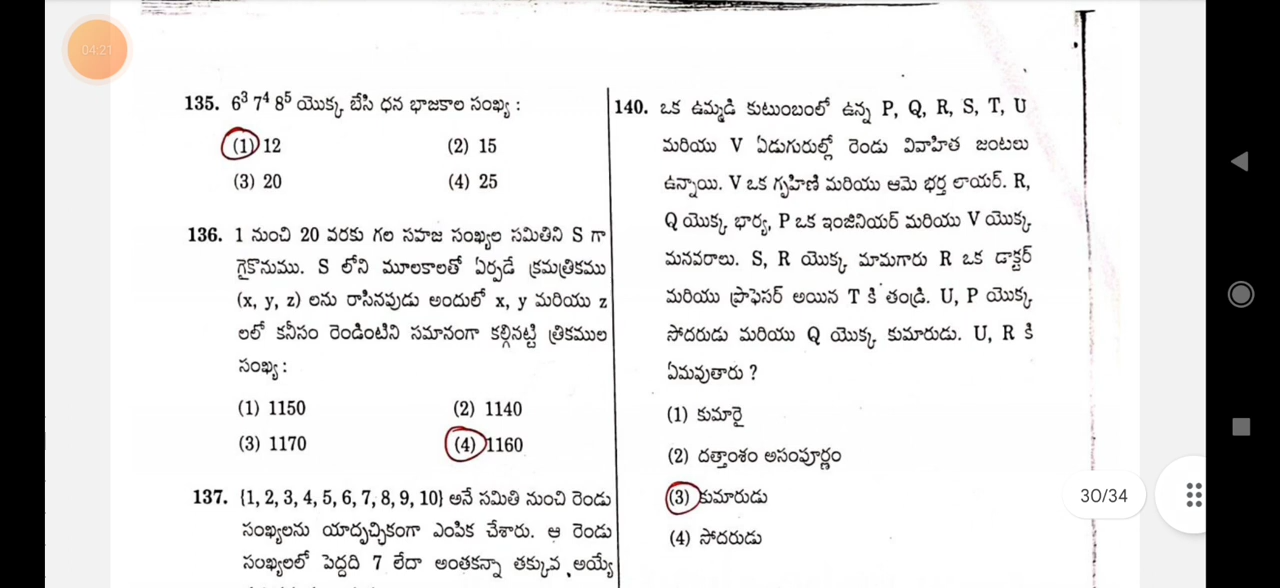 04:21
135. 6³ 7⁴ 8⁵ యొక్క బేసి ధన భాజకాల సంఖ్య :
(1) 12 (2) 15
(3) 20 (4) 25
136. 1 నుంచి 20 వరకు గల సహజ సంఖ్యల సమితిని S గా
గైకొనుము. S లోని మూలకాలతో ఏర్పడే క్రమత్రికము
(x, y, z) లను రాసినపుడు అందులో x, y మరియు z
లలో కనీసం రెండింటిని సమానంగా కల్గినట్టి త్రికముల
సంఖ్య :
(1) 1150 (2) 1140
(3) 1170 (4) 1160
137. {1, 2, 3, 4, 5, 6, 7, 8, 9, 10} అనే సమితి నుంచి రెండు
సంఖ్యలను యాదృచ్ఛికంగా ఎంపిక చేశారు. ఆ రెండు
సంఖ్యలలో పెద్దది 7 లేదా అంతకన్నా తక్కువ అయ్యే
140. ఒక ఉమ్మడి కుటుంబంలో ఉన్న P, Q, R, S, T, U
మరియు V ఏడుగురుల్లో రెండు వివాహిత జంటలు
ఉన్నాయి. V ఒక గృహిణి మరియు ఆమె భర్త లాయర్. R,
Q యొక్క భార్య, P ఒక ఇంజినియర్ మరియు V యొక్క
మనవరాలు. S, R యొక్క మామగారు R ఒక డాక్టర్
మరియు ప్రొఫెసర్ అయిన T కి తండ్రి. U, P యొక్క
సోదరుడు మరియు Q యొక్క కుమారుడు. U, R కి
ఏమవుతారు ?
(1) కుమారై
(2) దత్తాంశం అసంపూర్ణం
(3) కుమారుడు
(4) సోదరుడు
30/34